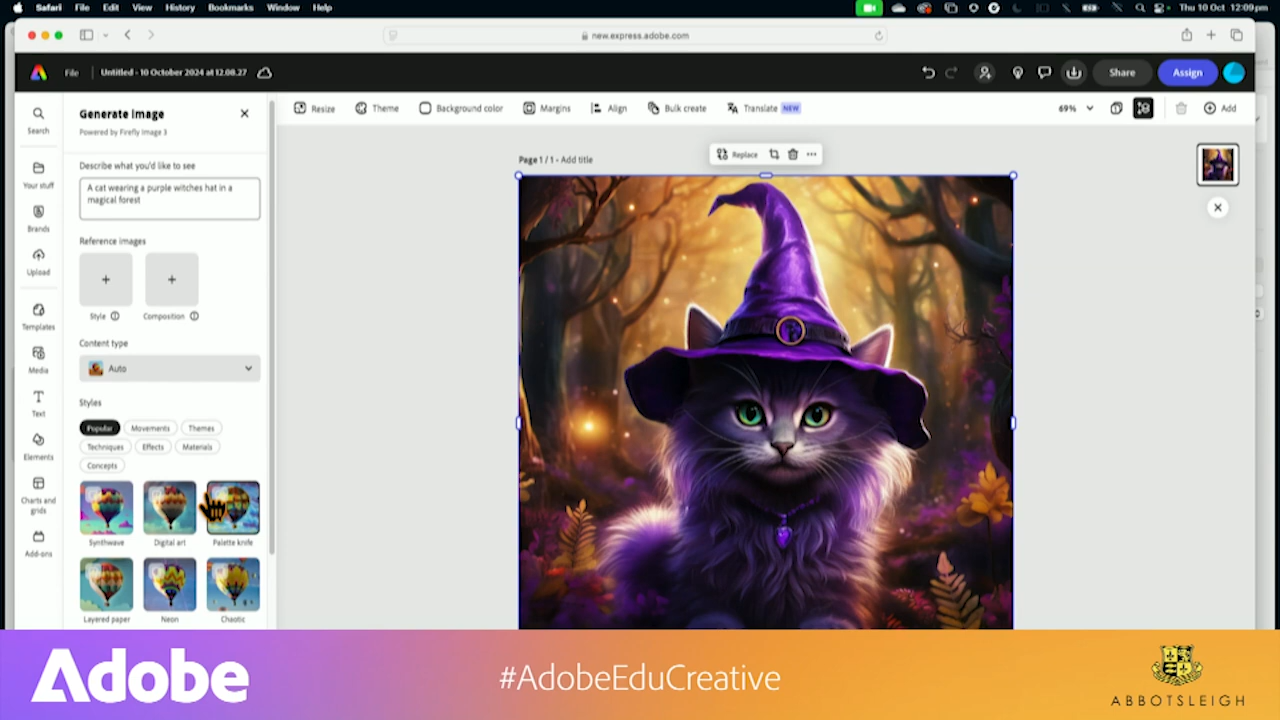 Safari File Edit View History Bookmarks Window Help
Thu 10 Oct 12:09pm
new.express.adobe.com
File Untitled - 10 October 2024 at 12.08.27
Share Assign
Resize Theme Background color Margins Align Bulk create Translate NEW
69%
Add
Search
Your stuff
Brands
Upload
Templates
Media
Text
Elements
Charts and
grids
Add-ons
Generate image
Powered by Firefly Image 3
Describe what you'd like to see
A cat wearing a purple witches hat in a
magical forest
Reference images
Style
Composition
Content type
Auto
Styles
Popular Movements Themes
Techniques Effects Materials
Concepts
Synthwave Digital art Palette knife
Layered paper Neon Chaotic
Page 1 / 1 - Add title
Replace
Adobe
#AdobeEduCreative
ABBOTSLEIGH